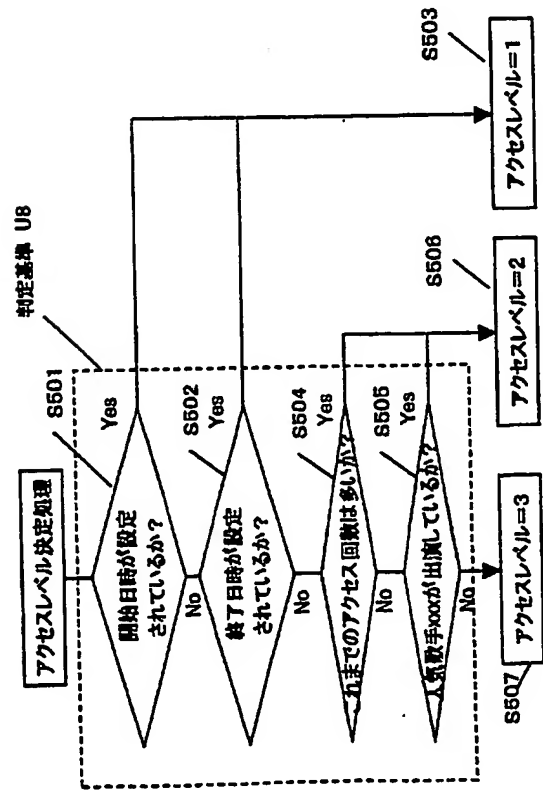 アクセスレベル決定処理
判定基準 U8
S501
開始日時が設定
されているか?
Yes
No
S502
終了日時が設定
されているか?
Yes
No
S504
れまでのアクセス回数は多いか?
Yes
No
S505
人気歌手xxxが出演しているか?
Yes
No
S507
アクセスレベル=3
S506
アクセスレベル=2
S503
アクセスレベル=1